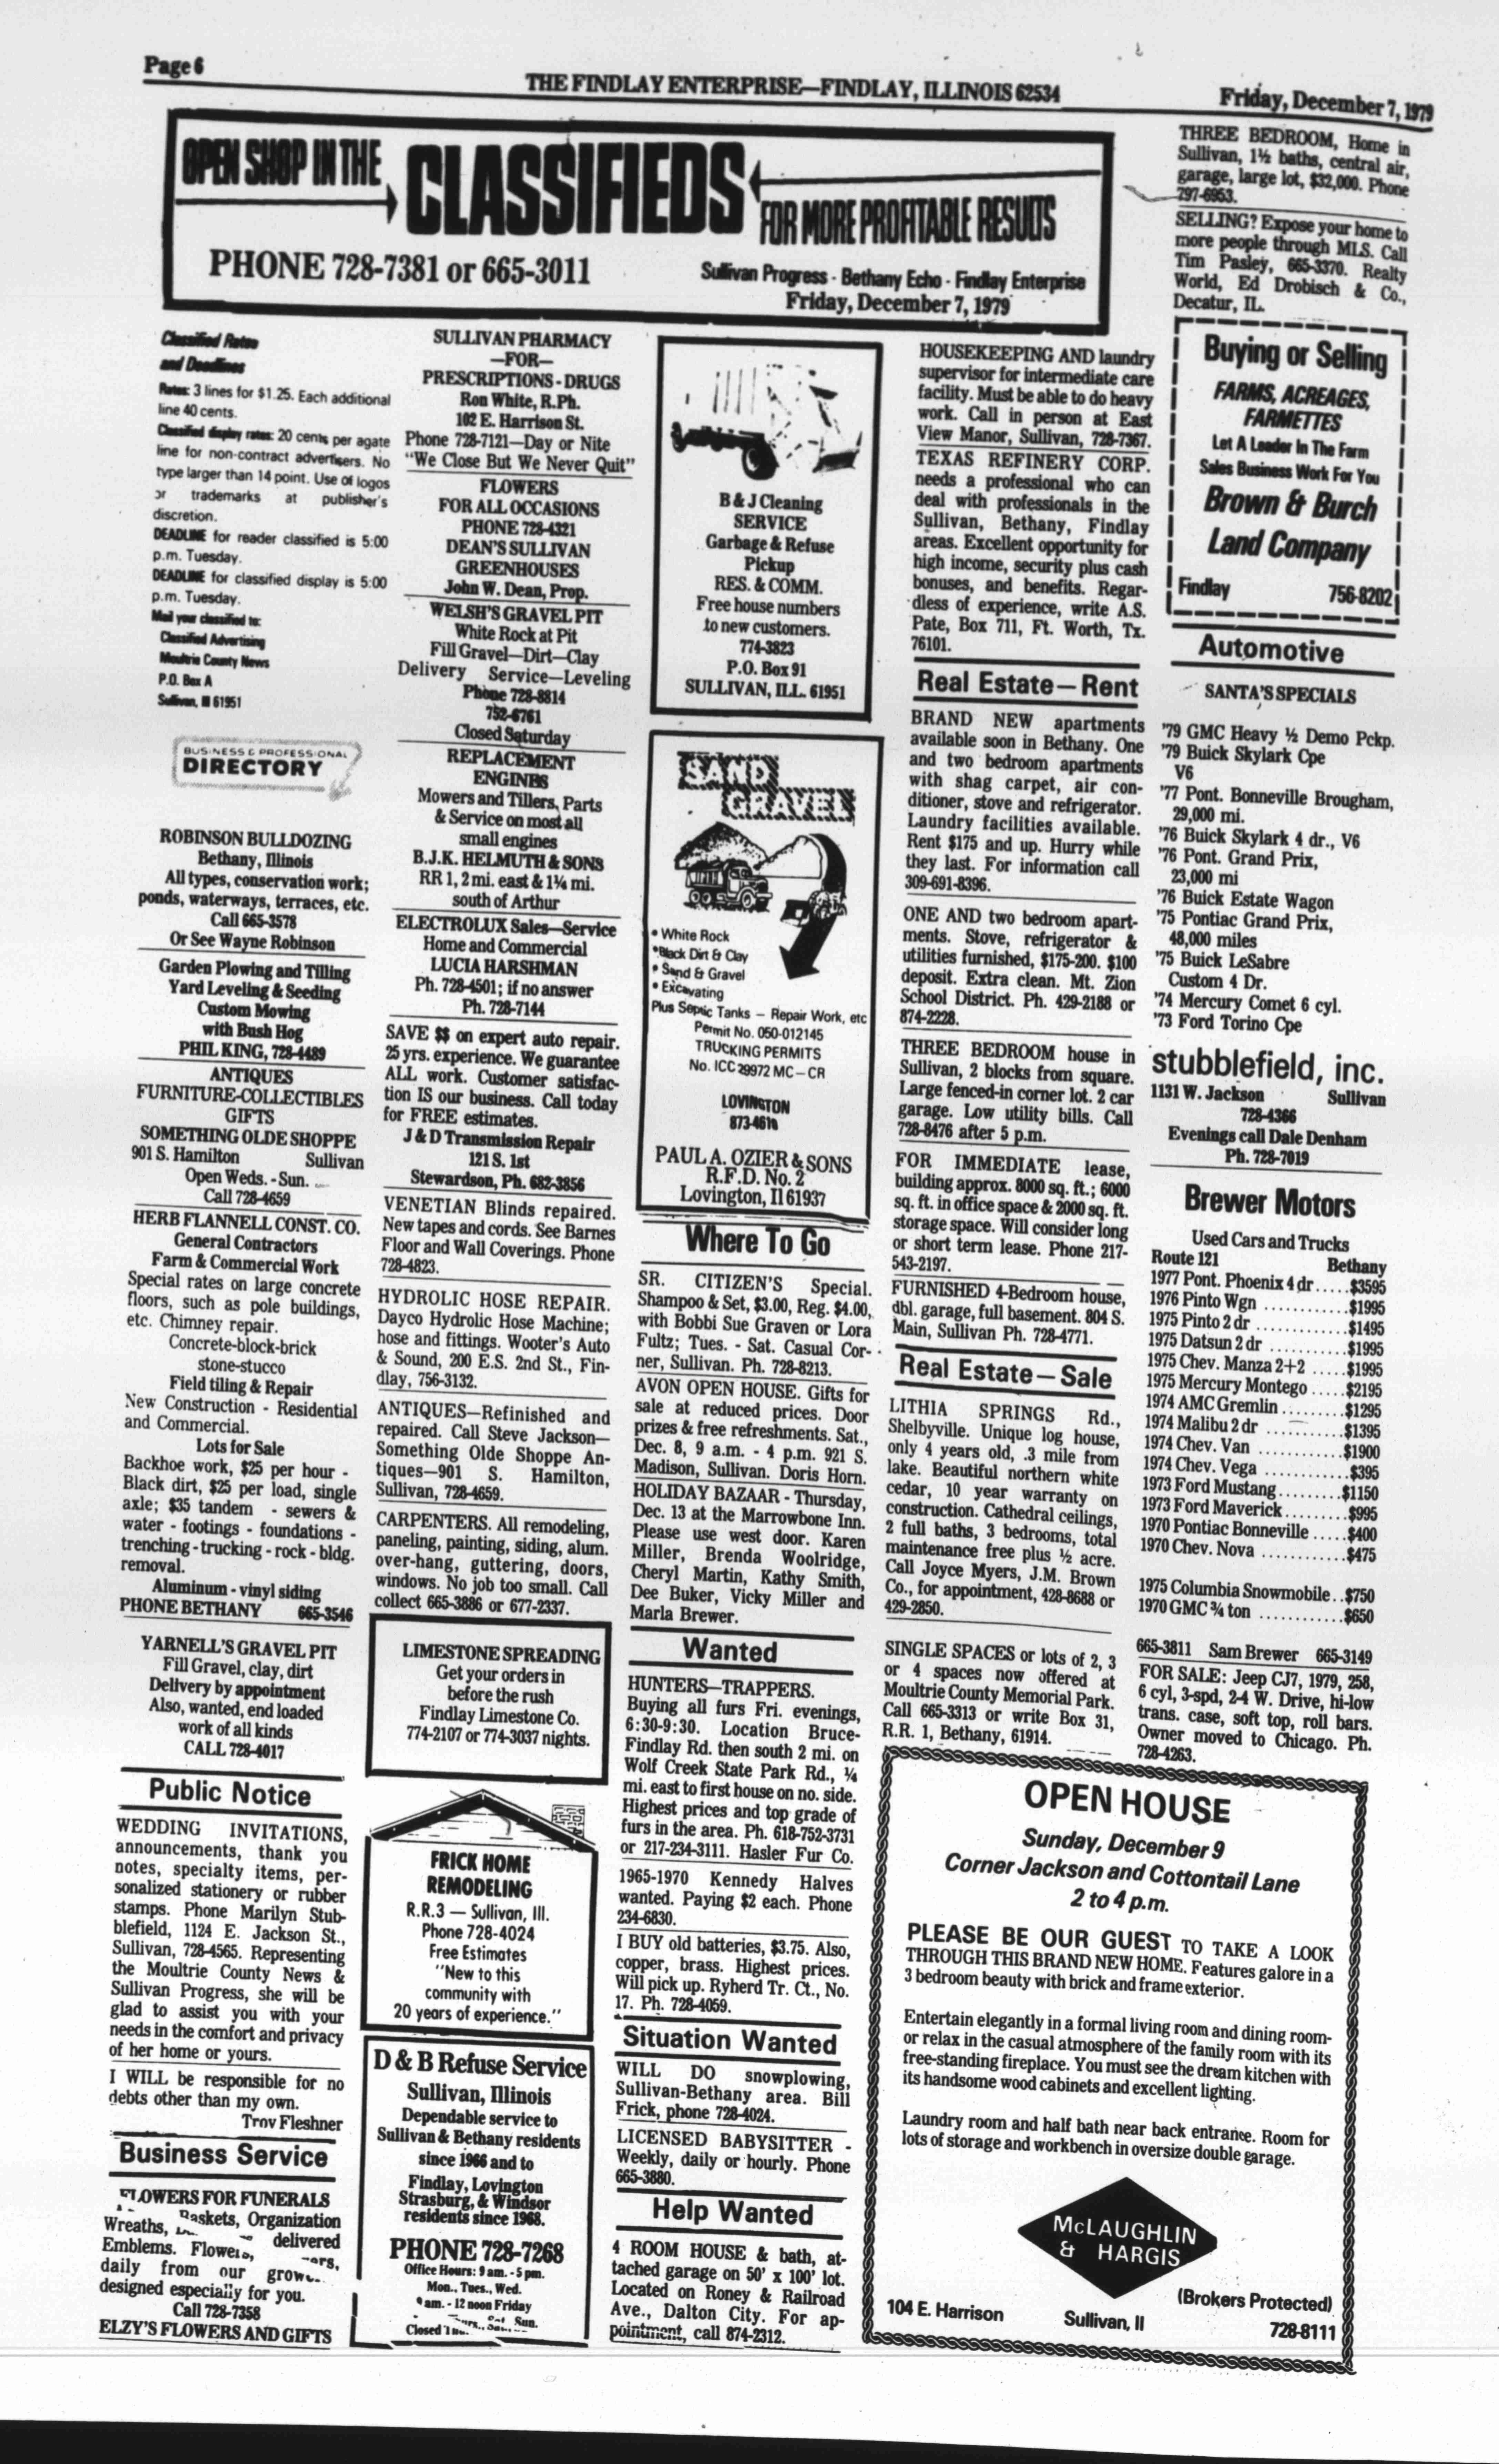 Page 6
THE FINDLAY ENTERPRISE—FINDLAY, ILLINOIS 62534
Friday, December 7, 1979
OPEN SHOP IN THE
CLASSIFIEDS
FOR MORE PROFITABLE RESULTS
PHONE 728-7381 or 665-3011
Sullivan Progress - Bethany Echo - Findlay Enterprise
Friday, December 7, 1979
Classified Rates
and Deadlines
Rates: 3 lines for $1.25. Each additional
line 40 cents.
Classified display rates: 20 cents per agate
line for non-contract advertisers. No
type larger than 14 point. Use of logos
or trademarks at publisher's
discretion.
DEADLINE for reader classified is 5:00
p.m. Tuesday.
DEADLINE for classified display is 5:00
p.m. Tuesday.
Mail your classified to:
Classified Advertising
Moultrie County News
P.O. Box A
Sullivan, Ill 61951
BUSINESS & PROFESSIONAL
DIRECTORY
ROBINSON BULLDOZING
Bethany, Illinois
All types, conservation work;
ponds, waterways, terraces, etc.
Call 665-3578
Or See Wayne Robinson
Garden Plowing and Tilling
Yard Leveling & Seeding
Custom Mowing
with Bush Hog
PHIL KING, 728-4489
ANTIQUES
FURNITURE-COLLECTIBLES
GIFTS
SOMETHING OLDE SHOPPE
901 S. Hamilton Sullivan
Open Weds. - Sun.
Call 728-4659
HERB FLANNELL CONST. CO.
General Contractors
Farm & Commercial Work
Special rates on large concrete
floors, such as pole buildings,
etc. Chimney repair.
Concrete-block-brick
stone-stucco
Field tiling & Repair
New Construction - Residential
and Commercial.
Lots for Sale
Backhoe work, $25 per hour -
Black dirt, $25 per load, single
axle; $35 tandem - sewers &
water - footings - foundations -
trenching - trucking - rock - bldg.
removal.
Aluminum - vinyl siding
PHONE BETHANY 665-3546
YARNELL'S GRAVEL PIT
Fill Gravel, clay, dirt
Delivery by appointment
Also, wanted, end loaded
work of all kinds
CALL 728-4017
Public Notice
WEDDING INVITATIONS,
announcements, thank you
notes, specialty items, per-
sonalized stationery or rubber
stamps. Phone Marilyn Stub-
blefield, 1124 E. Jackson St.,
Sullivan, 728-4565. Representing
the Moultrie County News &
Sullivan Progress, she will be
glad to assist you with your
needs in the comfort and privacy
of her home or yours.
I WILL be responsible for no
debts other than my own.
Troy Fleshner
Business Service
FLOWERS FOR FUNERALS
Wreaths, Baskets, Organization
Emblems. Flowers, delivered
daily from our
designed especially for you.
Call 728-7358
ELZY'S FLOWERS AND GIFTS
SULLIVAN PHARMACY
—FOR—
PRESCRIPTIONS - DRUGS
Ron White, R.Ph.
102 E. Harrison St.
Phone 728-7121—Day or Nite
"We Close But We Never Quit"
FLOWERS
FOR ALL OCCASIONS
PHONE 728-4321
DEAN'S SULLIVAN
GREENHOUSES
John W. Dean, Prop.
WELSH'S GRAVEL PIT
White Rock at Pit
Fill Gravel—Dirt—Clay
Delivery Service—Leveling
Phone 728-8814
752-6761
Closed Saturday
REPLACEMENT
ENGINES
Mowers and Tillers, Parts
& Service on most all
small engines
B.J.K. HELMUTH & SONS
RR 1, 2 mi. east & 1¼ mi.
south of Arthur
ELECTROLUX Sales—Service
Home and Commercial
LUCIA HARSHMAN
Ph. 728-4501; if no answer
Ph. 728-7144
SAVE $$ on expert auto repair.
25 yrs. experience. We guarantee
ALL work. Customer satisfac-
tion IS our business. Call today
for FREE estimates.
J & D Transmission Repair
121 S. 1st
Stewardson, Ph. 682-3856
VENETIAN Blinds repaired.
New tapes and cords. See Barnes
Floor and Wall Coverings. Phone
728-4823.
HYDROLIC HOSE REPAIR.
Dayco Hydrolic Hose Machine;
hose and fittings. Wooter's Auto
& Sound, 200 E.S. 2nd St., Fin-
dlay, 756-3132.
ANTIQUES—Refinished and
repaired. Call Steve Jackson—
Something Olde Shoppe An-
tiques—901 S. Hamilton,
Sullivan, 728-4659.
CARPENTERS. All remodeling,
paneling, painting, siding, alum.
over-hang, guttering, doors,
windows. No job too small. Call
collect 665-3886 or 677-2337.
LIMESTONE SPREADING
Get your orders in
before the rush
Findlay Limestone Co.
774-2107 or 774-3037 nights.
FRICK HOME
REMODELING
R.R.3 — Sullivan, Ill.
Phone 728-4024
Free Estimates
"New to this
community with
20 years of experience."
D & B Refuse Service
Sullivan, Illinois
Dependable service to
Sullivan & Bethany residents
since 1966 and to
Findlay, Lovington
Strasburg, & Windsor
residents since 1968.
PHONE 728-7268
Office Hours: 9 am. - 5 pm.
Mon., Tues., Wed.
9 am. - 12 noon Friday
Closed Sat., Sun.
B & J Cleaning
SERVICE
Garbage & Refuse
Pickup
RES. & COMM.
Free house numbers
to new customers.
774-3823
P.O. Box 91
SULLIVAN, ILL. 61951
SAND
GRAVEL
• White Rock
• Black Dirt & Clay
• Sand & Gravel
• Excavating
Plus Septic Tanks — Repair Work, etc
Permit No. 050-012145
TRUCKING PERMITS
No. ICC 29972 MC—CR
LOVINGTON
873-4611
PAUL A. OZIER & SONS
R.F.D. No. 2
Lovington, Il 61937
Where To Go
SR. CITIZEN'S Special.
Shampoo & Set, $3.00, Reg. $4.00,
with Bobbi Sue Graven or Lora
Fultz; Tues. - Sat. Casual Cor-
ner, Sullivan. Ph. 728-8213.
AVON OPEN HOUSE. Gifts for
sale at reduced prices. Door
prizes & free refreshments. Sat.,
Dec. 8, 9 a.m. - 4 p.m. 921 S.
Madison, Sullivan. Doris Horn.
HOLIDAY BAZAAR - Thursday,
Dec. 13 at the Marrowbone Inn.
Please use west door. Karen
Miller, Brenda Woolridge,
Cheryl Martin, Kathy Smith,
Dee Buker, Vicky Miller and
Marla Brewer.
Wanted
HUNTERS—TRAPPERS.
Buying all furs Fri. evenings,
6:30-9:30. Location Bruce-
Findlay Rd. then south 2 mi. on
Wolf Creek State Park Rd., ¼
mi. east to first house on no. side.
Highest prices and top grade of
furs in the area. Ph. 618-752-3731
or 217-234-3111. Hasler Fur Co.
1965-1970 Kennedy Halves
wanted. Paying $2 each. Phone
234-6830.
I BUY old batteries, $3.75. Also,
copper, brass. Highest prices.
Will pick up. Ryherd Tr. Ct., No.
17. Ph. 728-4059.
Situation Wanted
WILL DO snowplowing,
Sullivan-Bethany area. Bill
Frick, phone 728-4024.
LICENSED BABYSITTER -
Weekly, daily or hourly. Phone
665-3880.
Help Wanted
4 ROOM HOUSE & bath, at-
tached garage on 50' x 100' lot.
Located on Roney & Railroad
Ave., Dalton City. For ap-
pointment, call 874-2312.
HOUSEKEEPING AND laundry
supervisor for intermediate care
facility. Must be able to do heavy
work. Call in person at East
View Manor, Sullivan, 728-7367.
TEXAS REFINERY CORP.
needs a professional who can
deal with professionals in the
Sullivan, Bethany, Findlay
areas. Excellent opportunity for
high income, security plus cash
bonuses, and benefits. Regar-
dless of experience, write A.S.
Pate, Box 711, Ft. Worth, Tx.
76101.
Real Estate—Rent
BRAND NEW apartments
available soon in Bethany. One
and two bedroom apartments
with shag carpet, air con-
ditioner, stove and refrigerator.
Laundry facilities available.
Rent $175 and up. Hurry while
they last. For information call
309-691-8396.
ONE AND two bedroom apart-
ments. Stove, refrigerator &
utilities furnished, $175-200. $100
deposit. Extra clean. Mt. Zion
School District. Ph. 429-2188 or
874-2228.
THREE BEDROOM house in
Sullivan, 2 blocks from square.
Large fenced-in corner lot. 2 car
garage. Low utility bills. Call
728-8476 after 5 p.m.
FOR IMMEDIATE lease,
building approx. 8000 sq. ft.; 6000
sq. ft. in office space & 2000 sq. ft.
storage space. Will consider long
or short term lease. Phone 217-
543-2197.
FURNISHED 4-Bedroom house,
dbl. garage, full basement. 804 S.
Main, Sullivan Ph. 728-4771.
Real Estate—Sale
LITHIA SPRINGS Rd.,
Shelbyville. Unique log house,
only 4 years old, .3 mile from
lake. Beautiful northern white
cedar, 10 year warranty on
construction. Cathedral ceilings,
2 full baths, 3 bedrooms, total
maintenance free plus ½ acre.
Call Joyce Myers, J.M. Brown
Co., for appointment, 428-8688 or
429-2850.
SINGLE SPACES or lots of 2, 3
or 4 spaces now offered at
Moultrie County Memorial Park.
Call 665-3313 or write Box 31,
R.R. 1, Bethany, 61914.
THREE BEDROOM, Home in
Sullivan, 1½ baths, central air,
garage, large lot, $32,000. Phone
797-6953.
SELLING? Expose your home to
more people through MLS. Call
Tim Pasley, 665-3370. Realty
World, Ed Drobisch & Co.,
Decatur, IL.
Buying or Selling
FARMS, ACREAGES,
FARMETTES
Let A Leader In The Farm
Sales Business Work For You
Brown & Burch
Land Company
Findlay 756-8202
Automotive
SANTA'S SPECIALS
'79 GMC Heavy ½ Demo Pckp.
'79 Buick Skylark Cpe
V6
'77 Pont. Bonneville Brougham,
29,000 mi.
'76 Buick Skylark 4 dr., V6
'76 Pont. Grand Prix,
23,000 mi
'76 Buick Estate Wagon
'75 Pontiac Grand Prix,
48,000 miles
'75 Buick LeSabre
Custom 4 Dr.
'74 Mercury Comet 6 cyl.
'73 Ford Torino Cpe
stubblefield, inc.
1131 W. Jackson Sullivan
728-4366
Evenings call Dale Denham
Ph. 728-7019
Brewer Motors
Used Cars and Trucks
Route 121 Bethany
1977 Pont. Phoenix 4 dr.....$3595
1976 Pinto Wgn ............$1995
1975 Pinto 2 dr ............$1495
1975 Datsun 2 dr ...........$1995
1975 Chev. Manza 2+2 .....$1995
1975 Mercury Montego .....$2195
1974 AMC Gremlin .........$1295
1974 Malibu 2 dr ...........$1395
1974 Chev. Van ............$1900
1974 Chev. Vega ...........$395
1973 Ford Mustang.........$1150
1973 Ford Maverick.........$995
1970 Pontiac Bonneville .....$400
1970 Chev. Nova ...........$475
1975 Columbia Snowmobile ..$750
1970 GMC ¾ ton ...........$650
665-3811 Sam Brewer 665-3149
FOR SALE: Jeep CJ7, 1979, 258,
6 cyl, 3-spd, 2-4 W. Drive, hi-low
trans. case, soft top, roll bars.
Owner moved to Chicago. Ph.
728-4263.
OPEN HOUSE
Sunday, December 9
Corner Jackson and Cottontail Lane
2 to 4 p.m.
PLEASE BE OUR GUEST TO TAKE A LOOK
THROUGH THIS BRAND NEW HOME. Features galore in a
3 bedroom beauty with brick and frame exterior.
Entertain elegantly in a formal living room and dining room-
or relax in the casual atmosphere of the family room with its
free-standing fireplace. You must see the dream kitchen with
its handsome wood cabinets and excellent lighting.
Laundry room and half bath near back entrance. Room for
lots of storage and workbench in oversize double garage.
McLAUGHLIN
& HARGIS
(Brokers Protected)
104 E. Harrison Sullivan, Il 728-8111